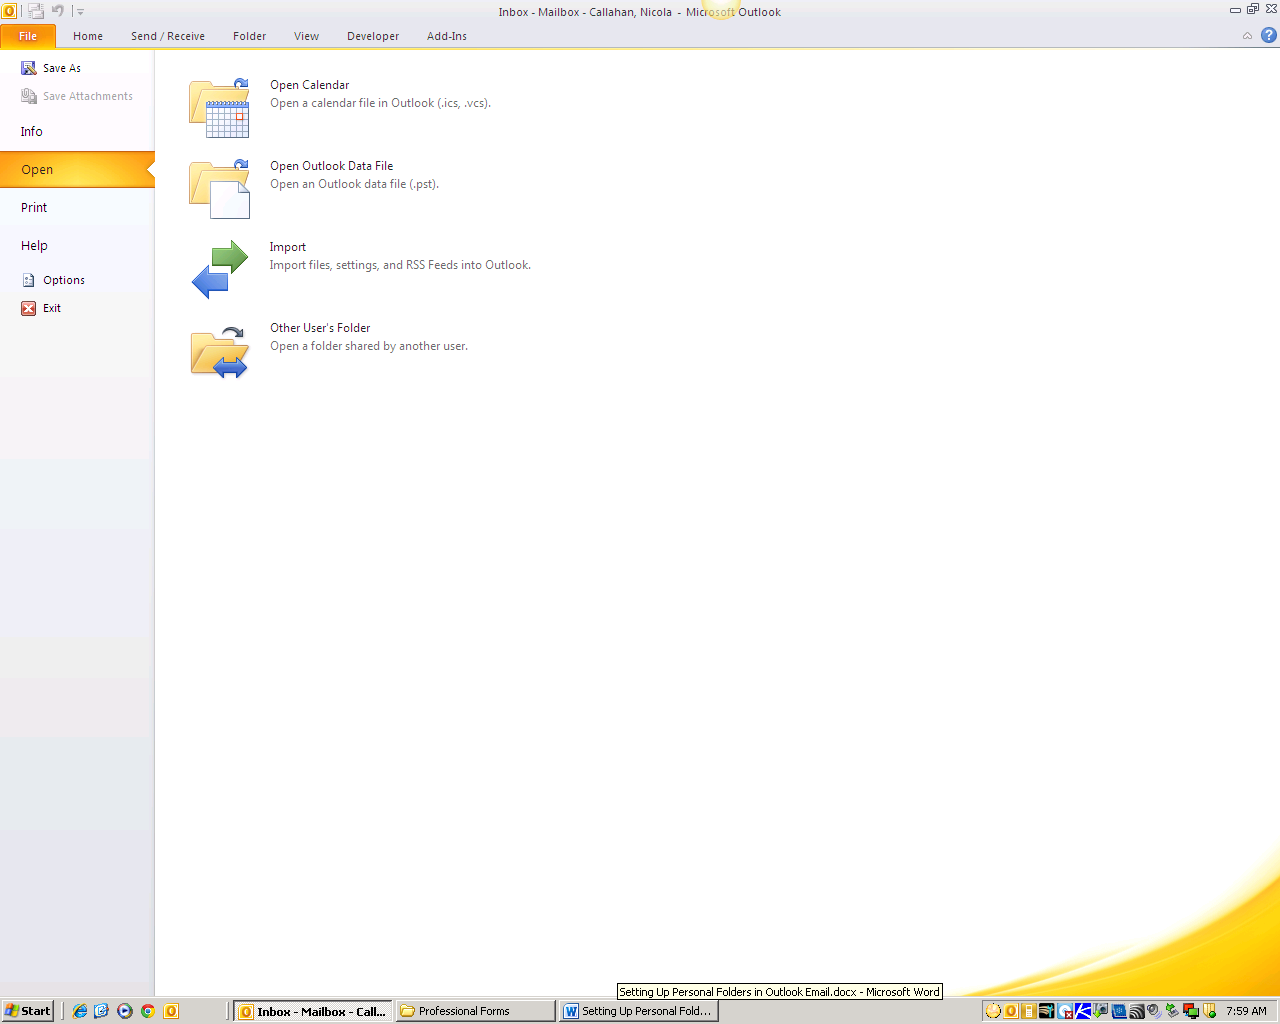 Inbox - Mailbox - Callahan, Nicola - Microsoft Outlook
File Home Send / Receive Folder View Developer Add-Ins
Save As
Save Attachments
Info
Open
Print
Help
Options
Exit
Open Calendar
Open a calendar file in Outlook (.ics, .vcs).
Open Outlook Data File
Open an Outlook data file (.pst).
Import
Import files, settings, and RSS Feeds into Outlook.
Other User's Folder
Open a folder shared by another user.
Setting Up Personal Folders in Outlook Email.docx - Microsoft Word
Start Inbox - Mailbox - Call... Professional Forms Setting Up Personal Fold... 7:59 AM